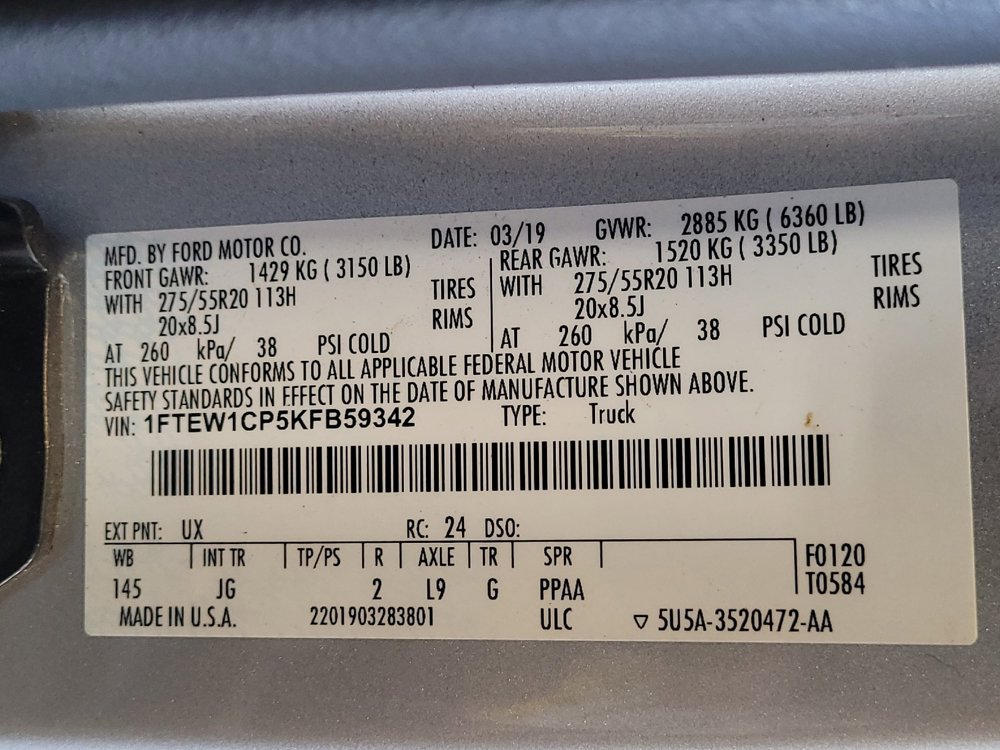 MFD. BY FORD MOTOR CO. DATE: 03/19 GVWR: 2885 KG ( 6360 LB)
FRONT GAWR: 1429 KG ( 3150 LB) REAR GAWR: 1520 KG ( 3350 LB)
WITH 275/55R20 113H TIRES WITH 275/55R20 113H TIRES
20x8.5J RIMS 20x8.5J RIMS
AT 260 kPa/ 38 PSI COLD AT 260 kPa/ 38 PSI COLD
THIS VEHICLE CONFORMS TO ALL APPLICABLE FEDERAL MOTOR VEHICLE
SAFETY STANDARDS IN EFFECT ON THE DATE OF MANUFACTURE SHOWN ABOVE.
VIN: 1FTEW1CP5KFB59342 TYPE: Truck
EXT PNT: UX RC: 24 DSO:
WB INT TR TP/PS R AXLE TR SPR F0120
145 JG 2 L9 G PPAA T0584
MADE IN U.S.A. 2201903283801 ULC ▽ 5U5A-3520472-AA